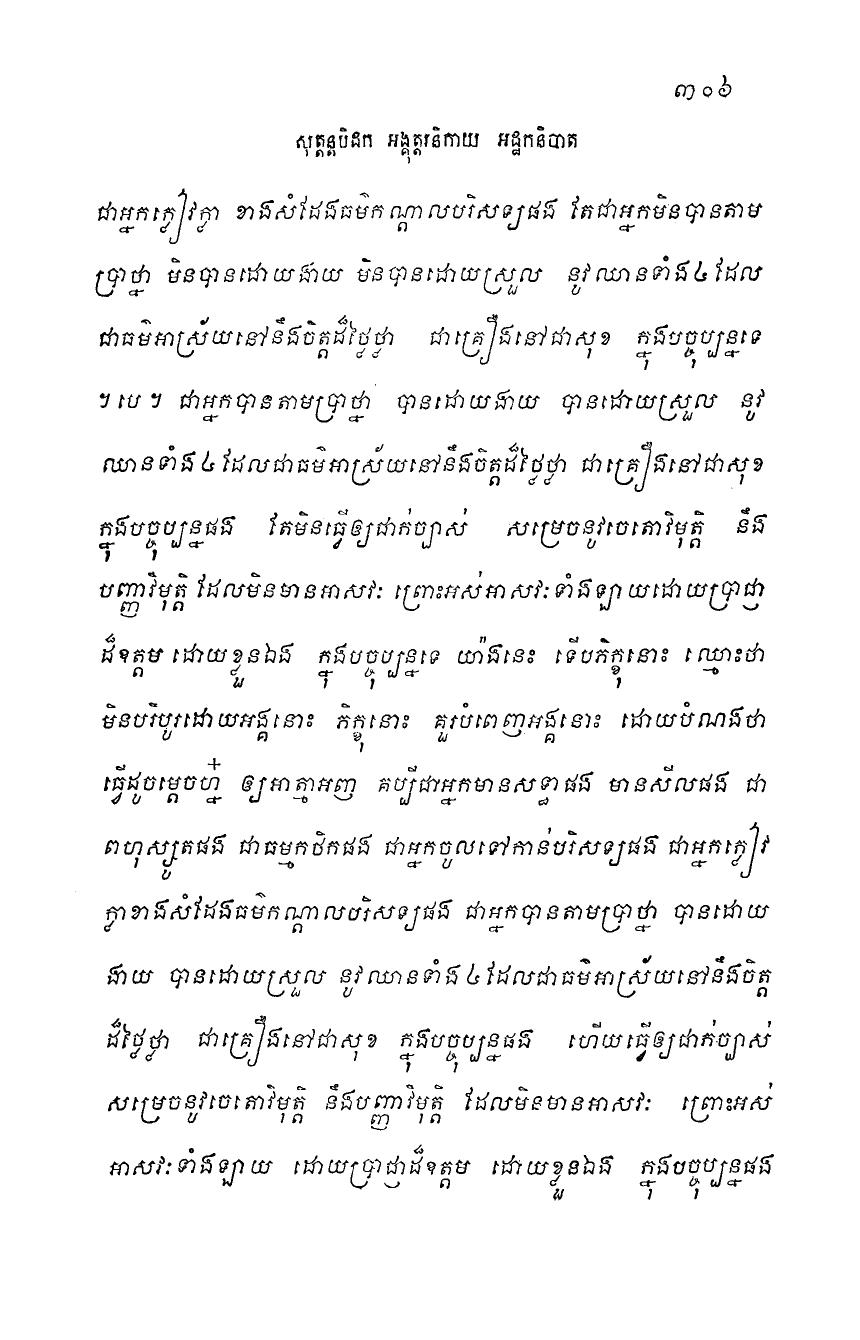 ៣០៦
សុត្តន្តបិដក អង្គុត្តរនិកាយ អដ្ឋកនិបាត
ជាអ្នកក្លៀវក្លា ខាងសំដែងធម៌កណ្តាលបរិសទ្យផង តែជាអ្នកមិនបានតាម
ប្រាថ្នា មិនបានដោយងាយ មិនបានដោយស្រួល នូវឈានទាំង៤ដែល
ជាធម៌អាស្រ័យនៅនឹងចិត្តដ៏ថ្លៃថ្លា ជាគ្រឿងនៅជាសុខ ក្នុងបច្ចុប្បន្នទេ
ៗបេៗ ជាអ្នកបានតាមប្រាថ្នា បានដោយងាយ បានដោយស្រួល នូវ
ឈានទាំង៤ដែលជាធម៌អាស្រ័យនៅនឹងចិត្តដ៏ថ្លៃថ្លា ជាគ្រឿងនៅជាសុខ
ក្នុងបច្ចុប្បន្នផង តែមិនធ្វើឲ្យជាក់ច្បាស់ សម្រេចនូវចេតោវិមុត្តិ នឹង
បញ្ញាវិមុត្តិ ដែលមិនមានអាសវៈ ព្រោះអស់អាសវៈទាំងឡាយដោយប្រាជ្ញា
ដ៏ឧត្តម ដោយខ្លួនឯង ក្នុងបច្ចុប្បន្នទេ យ៉ាងនេះ ទើបភិក្ខុនោះ ឈ្មោះថា
មិនបរិបូរដោយអង្គនោះ ភិក្ខុនោះ គួរបំពេញអង្គនោះ ដោយបំណងថា
ធ្វើដូចម្តេចហ្ន៎ ឲ្យអាត្មាអញ គប្បីជាអ្នកមានសទ្ធាផង មានសីលផង ជា
ពហុស្សូតផង ជាធម្មកថិកផង ជាអ្នកចូលទៅកាន់បរិសទ្យផង ជាអ្នកក្លៀវ
ក្លាខាងសំដែងធម៌កណ្តាលបរិសទ្យផង ជាអ្នកបានតាមប្រាថ្នា បានដោយ
ងាយ បានដោយស្រួល នូវឈានទាំង៤ដែលជាធម៌អាស្រ័យនៅនឹងចិត្ត
ដ៏ថ្លៃថ្លា ជាគ្រឿងនៅជាសុខ ក្នុងបច្ចុប្បន្នផង ហើយធ្វើឲ្យជាក់ច្បាស់
សម្រេចនូវចេតោវិមុត្តិ នឹងបញ្ញាវិមុត្តិ ដែលមិនមានអាសវៈ ព្រោះអស់
អាសវៈទាំងឡាយ ដោយប្រាជ្ញាដ៏ឧត្តម ដោយខ្លួនឯង ក្នុងបច្ចុប្បន្នផង